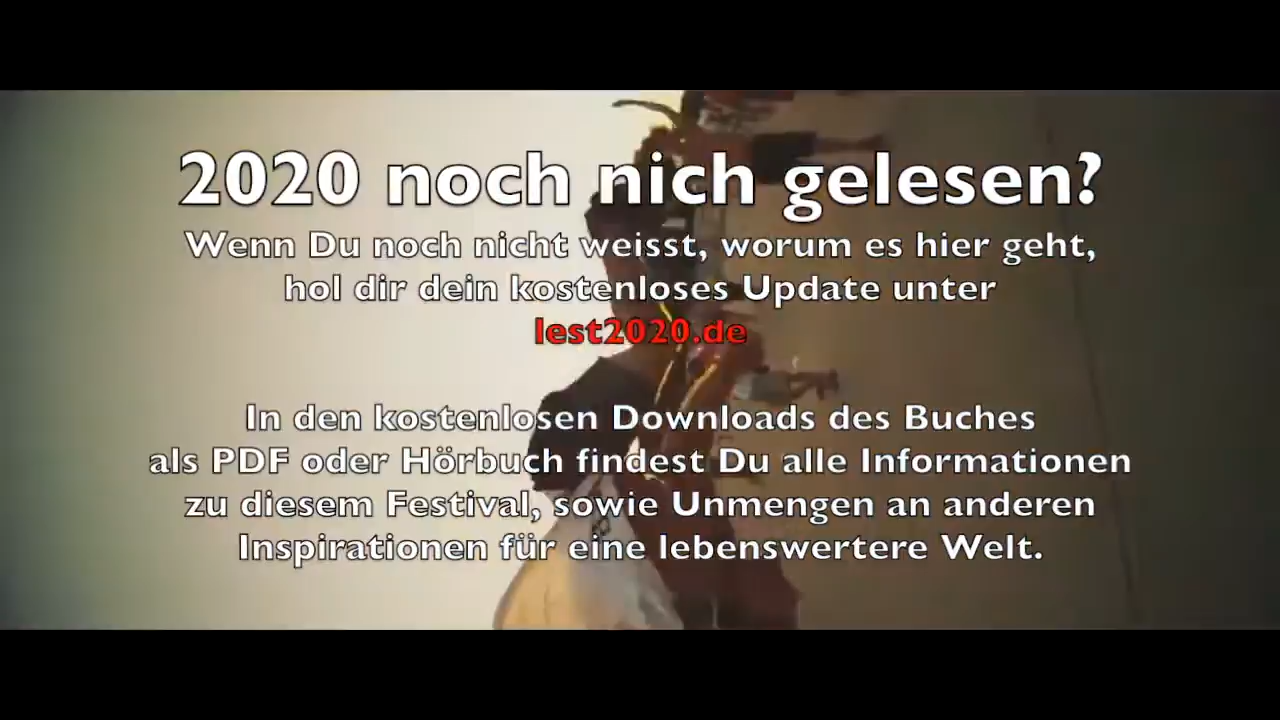 2020 noch nich gelesen?
Wenn Du noch nicht weisst, worum es hier geht,
hol dir dein kostenloses Update unter
lest2020.de
In den kostenlosen Downloads des Buches
als PDF oder Hörbuch findest Du alle Informationen
zu diesem Festival, sowie Unmengen an anderen
Inspirationen für eine lebenswertere Welt.